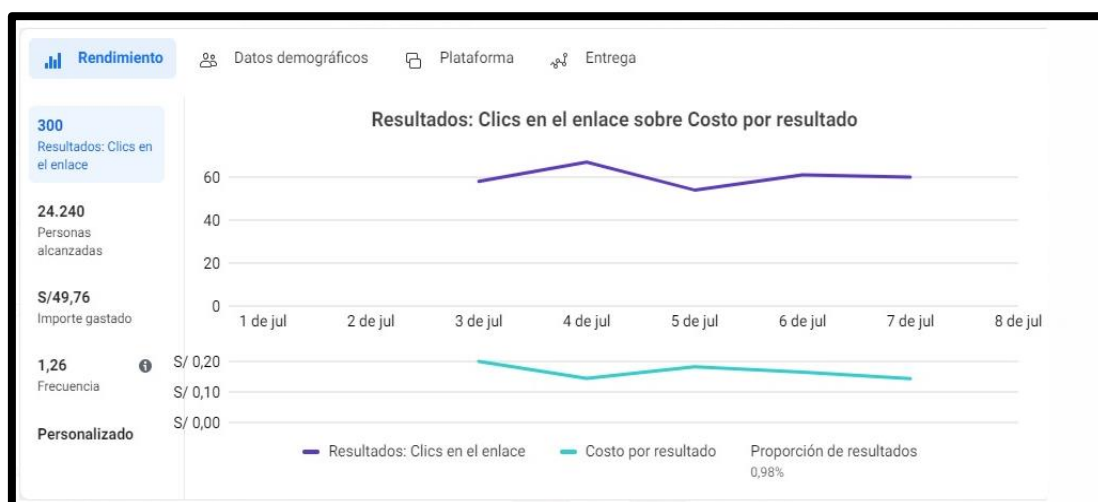 Rendimiento
Datos demográficos
Plataforma
Entrega
300
Resultados: Clics en
el enlace
24.240
Personas
alcanzadas
S/49,76
Importe gastado
1,26
Frecuencia
Personalizado
Resultados: Clics en el enlace sobre Costo por resultado
60
40
20
0
1 de jul
2 de jul
3 de jul
4 de jul
5 de jul
6 de jul
7 de jul
8 de jul
S/ 0,20
S/ 0,10
S/ 0,00
Resultados: Clics en el enlace
Costo por resultado
Proporción de resultados
0,98%